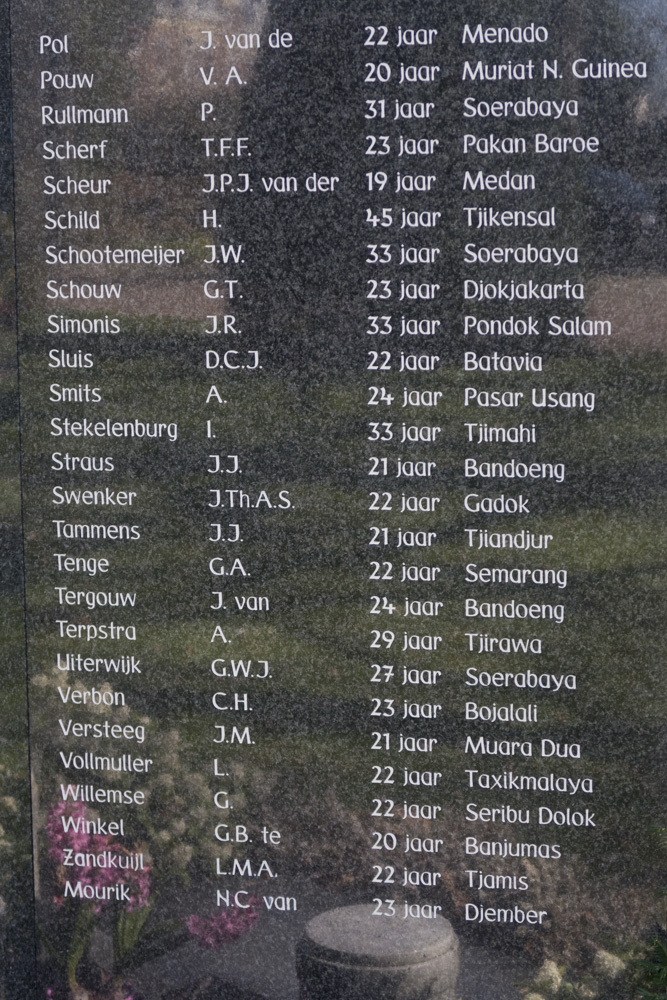 Pol J. van de 22 jaar Menado
Pouw V. A. 20 jaar Muriat N. Guinea
Rullmann P. 31 jaar Soerabaya
Scherf T.F.F. 23 jaar Pakan Baroe
Scheur J.P.J. van der 19 jaar Medan
Schild H. 45 jaar Tjikensal
Schootemeijer J.W. 33 jaar Soerabaya
Schouw G.T. 23 jaar Djokjakarta
Simonis J.R. 33 jaar Pondok Salam
Sluis D.C.J. 22 jaar Batavia
Smits A. 24 jaar Pasar Usang
Stekelenburg I. 33 jaar Tjimahi
Straus J.J. 21 jaar Bandoeng
Swenker J.Th.A.S. 22 jaar Gadok
Tammens J.J. 21 jaar Tjiandjur
Tenge G.A. 22 jaar Semarang
Tergouw J. van 24 jaar Bandoeng
Terpstra A. 29 jaar Tjirawa
Uiterwijk G.W.J. 27 jaar Soerabaya
Verbon C.H. 23 jaar Bojalali
Versteeg J.M. 21 jaar Muara Dua
Vollmuller L. 22 jaar Taxikmalaya
Willemse G. 22 jaar Seribu Dolok
Winkel G.B. te 20 jaar Banjumas
Zandkuijl L.M.A. 22 jaar Tjamis
Mourik N.C. van 23 jaar Djember